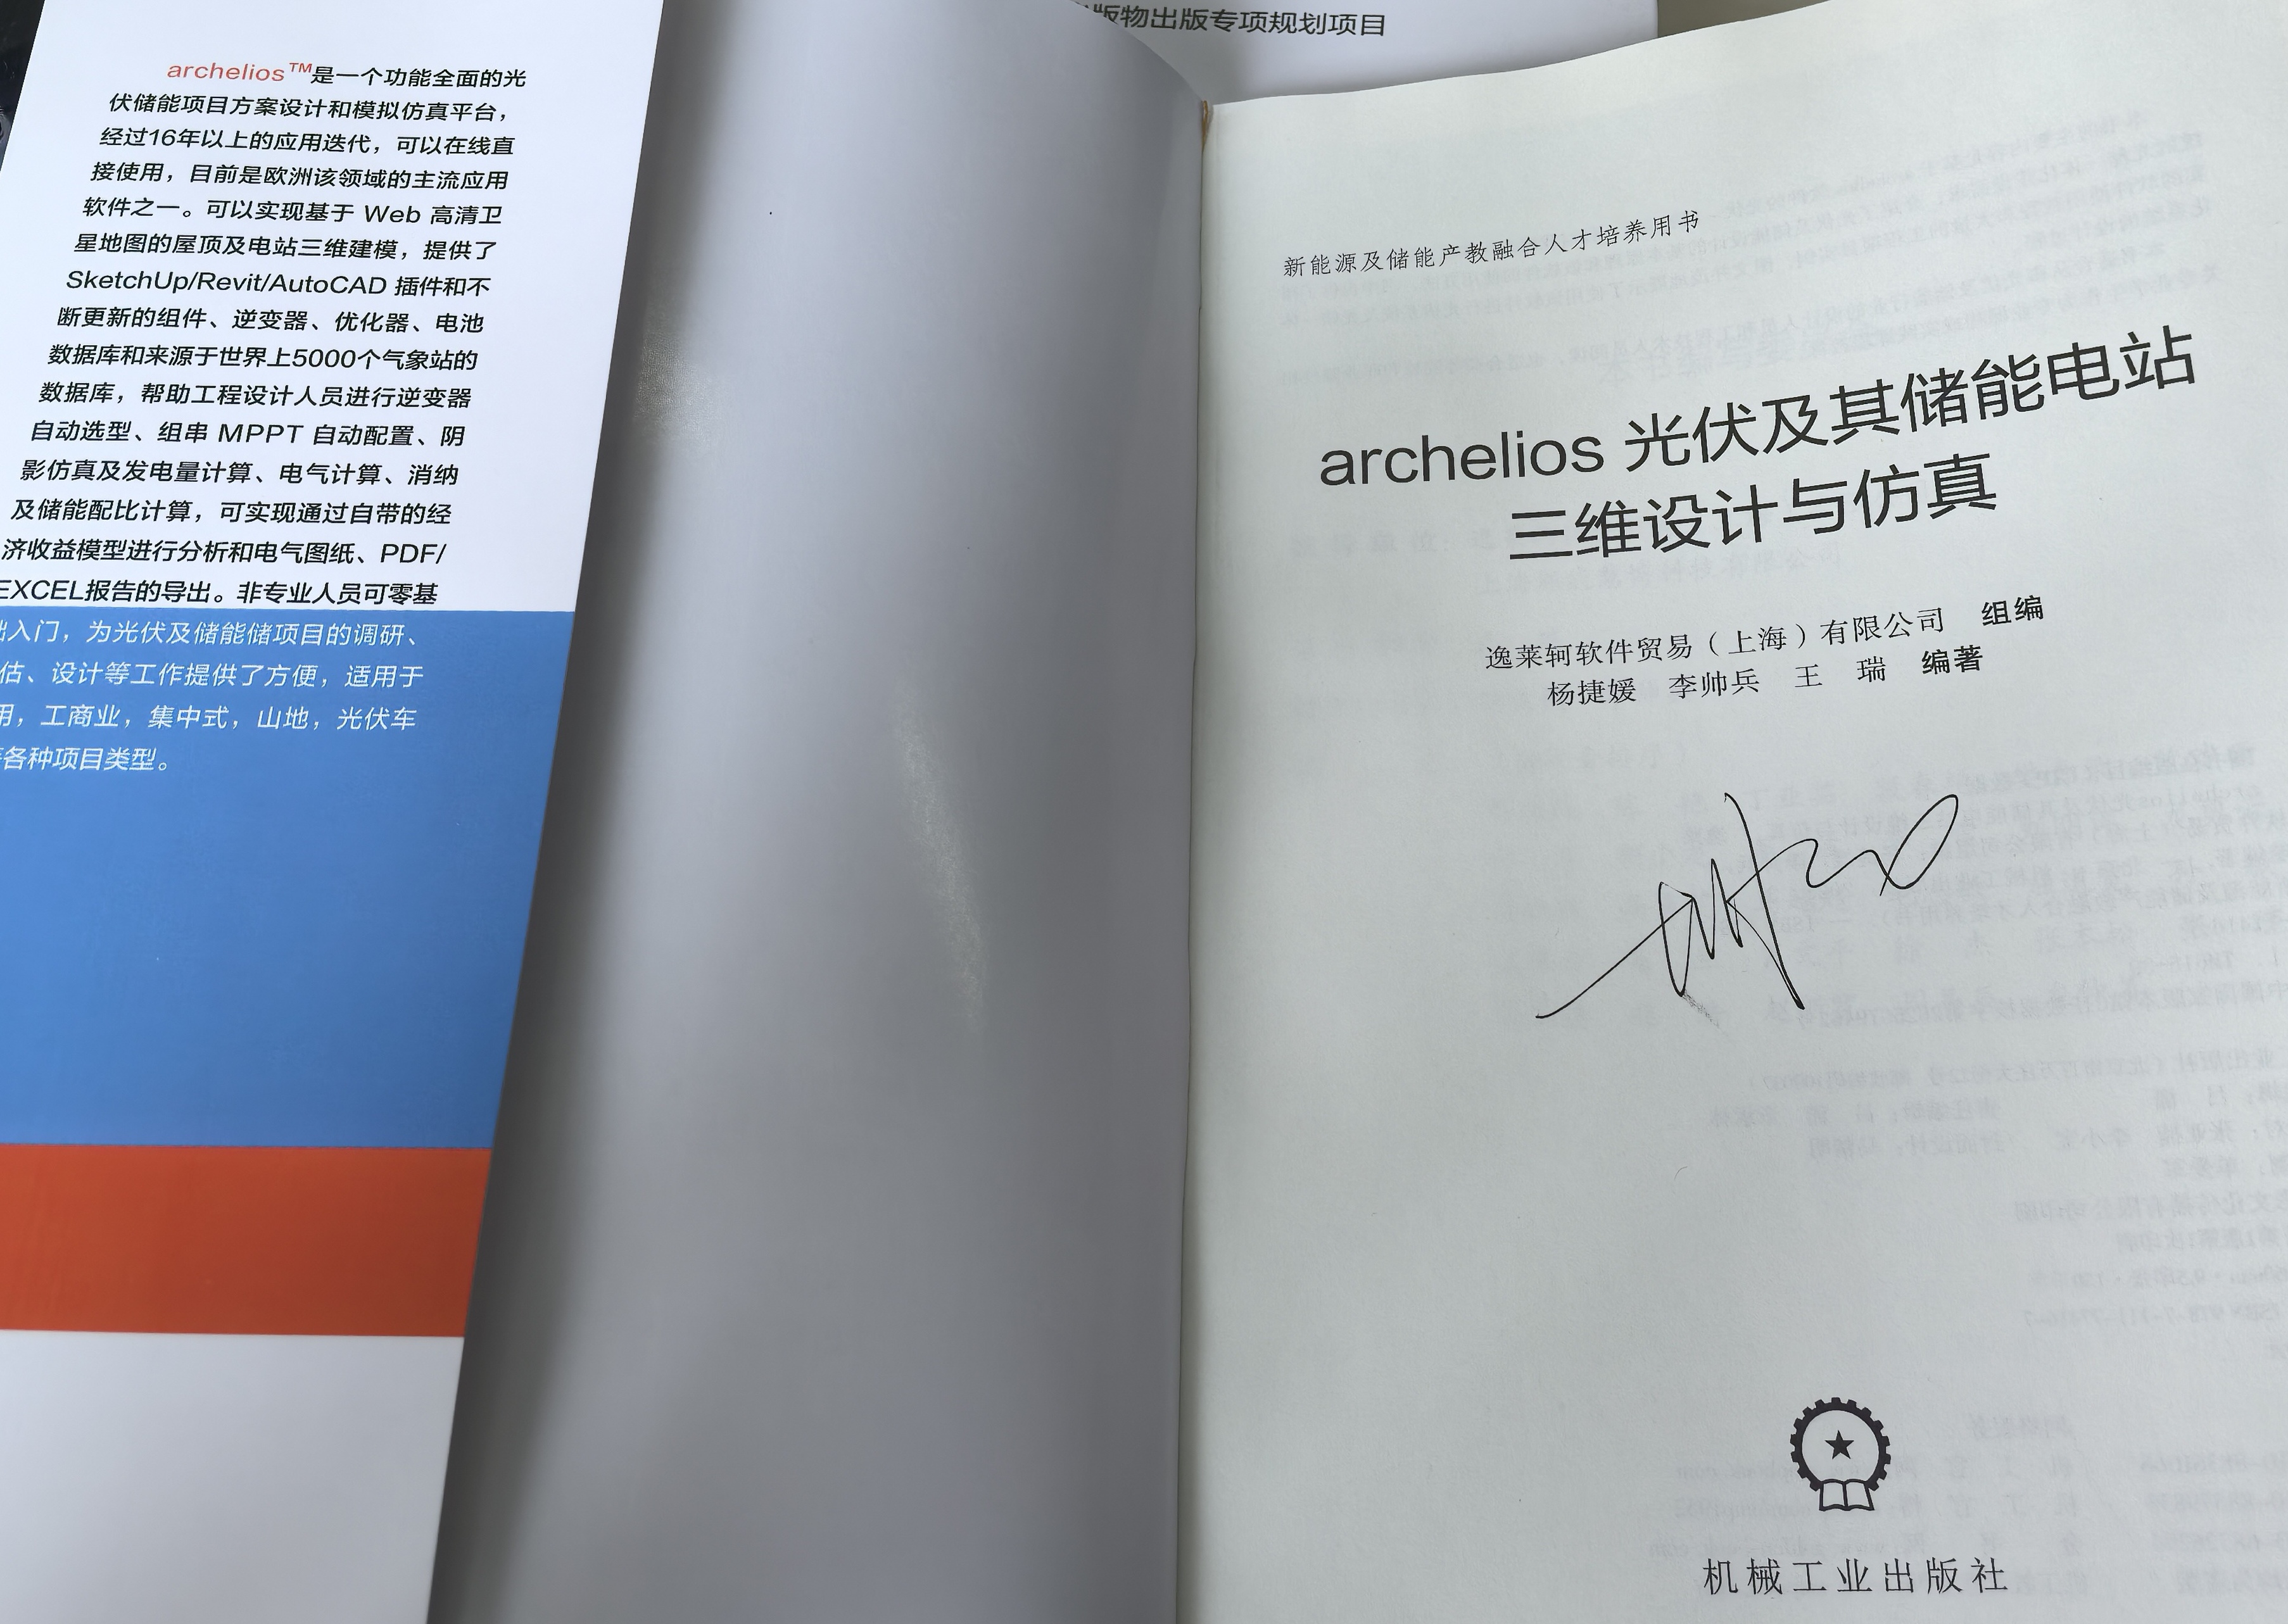 版物出版专项规划项目
archelios™是一个功能全面的光
伏储能项目方案设计和模拟仿真平台，
经过16年以上的应用迭代，可以在线直
接使用，目前是欧洲该领域的主流应用
软件之一。可以实现基于 Web 高清卫
星地图的屋顶及电站三维建模，提供了
SketchUp/Revit/AutoCAD 插件和不
断更新的组件、逆变器、优化器、电池
数据库和来源于世界上5000个气象站的
数据库，帮助工程设计人员进行逆变器
自动选型、组串 MPPT 自动配置、阴
影仿真及发电量计算、电气计算、消纳
及储能配比计算，可实现通过自带的经
济收益模型进行分析和电气图纸、PDF/
EXCEL报告的导出。非专业人员可零基
入门，为光伏及储能储项目的调研、
估、设计等工作提供了方便，适用于
用，工商业，集中式，山地，光伏车
各种项目类型。
新能源及储能产教融合人才培养用书
archelios 光伏及其储能电站
三维设计与仿真
逸莱轲软件贸易（上海）有限公司 组编
杨捷媛 李帅兵 王 瑞 编著
机械工业出版社